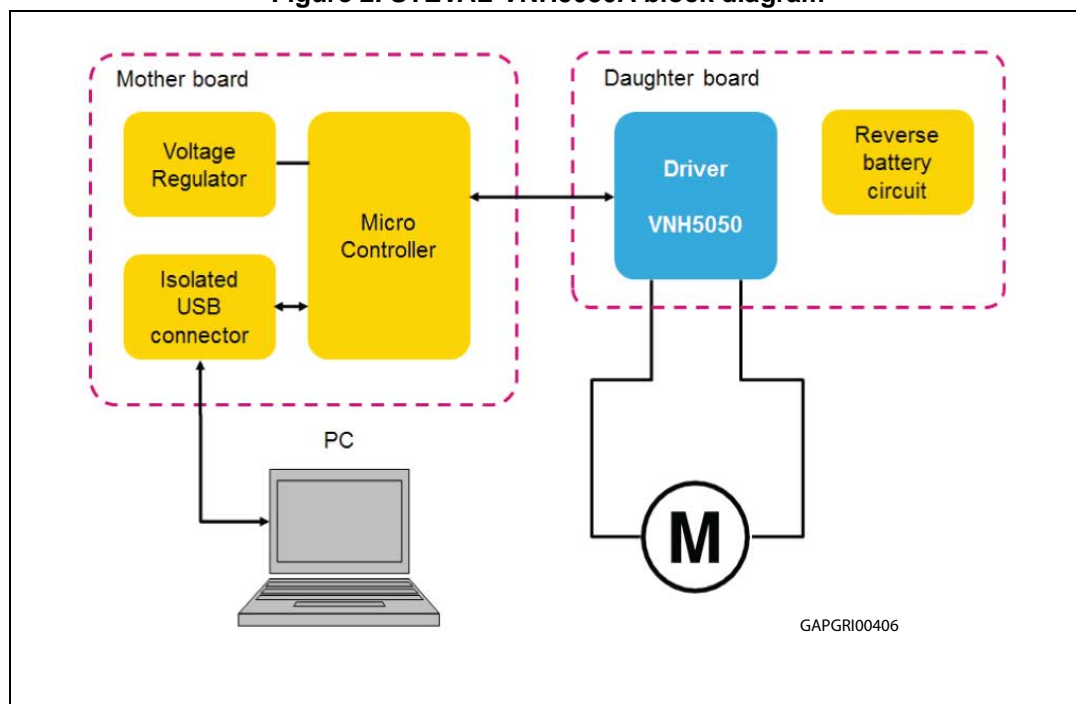 Mother board
Voltage
Regulator
Micro
Controller
Isolated
USB
connector
Daughter board
Driver
VNH5050
Reverse
battery
circuit
PC
M
GAPGRI00406